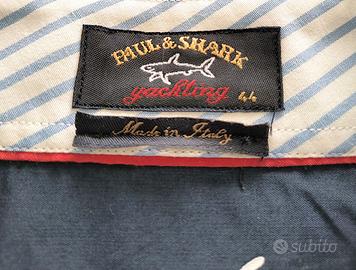 PAUL & SHARK
yachting 44
Made in Italy
subito